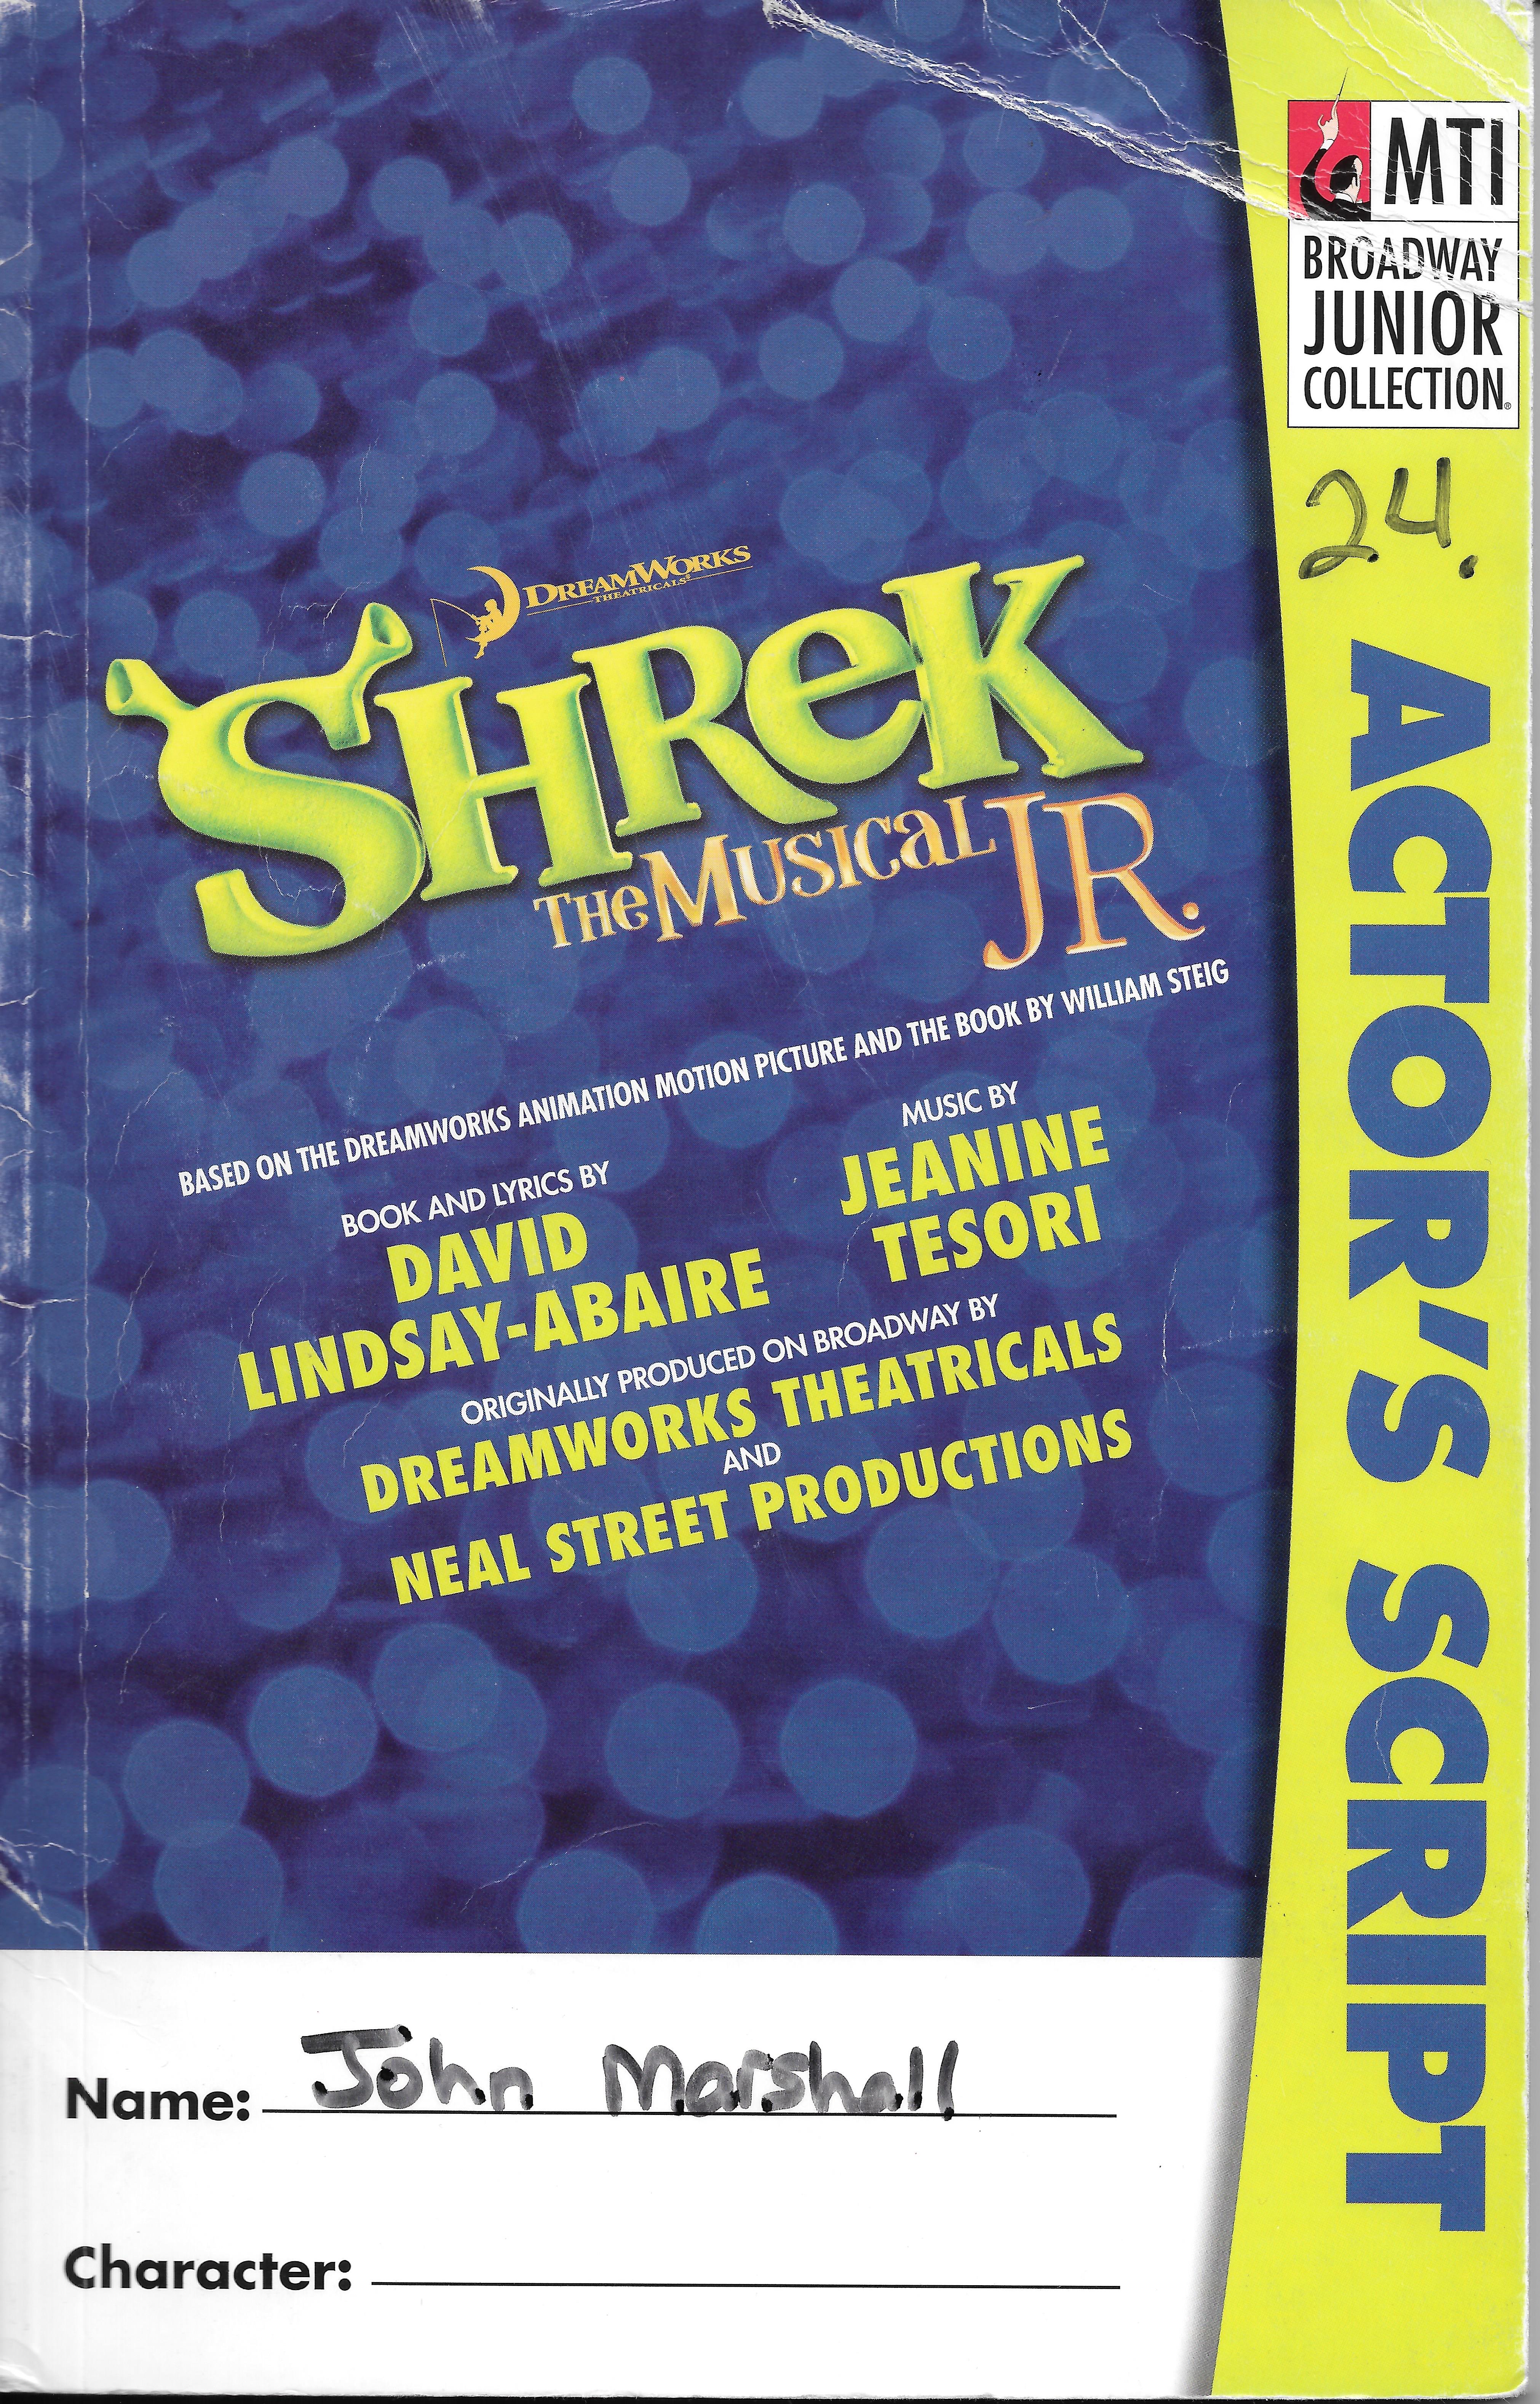 MTI
BROADWAY
JUNIOR
COLLECTION®
24.
ACTOR'S SCRIPT
DREAMWORKS
THEATRICALS®
SHREK
THE MUSICAL JR.
BASED ON THE DREAMWORKS ANIMATION MOTION PICTURE AND THE BOOK BY WILLIAM STEIG
BOOK AND LYRICS BY
DAVID
LINDSAY-ABAIRE
MUSIC BY
JEANINE
TESORI
ORIGINALLY PRODUCED ON BROADWAY BY
DREAMWORKS THEATRICALS
AND
NEAL STREET PRODUCTIONS
Name: John Marshall
Character: